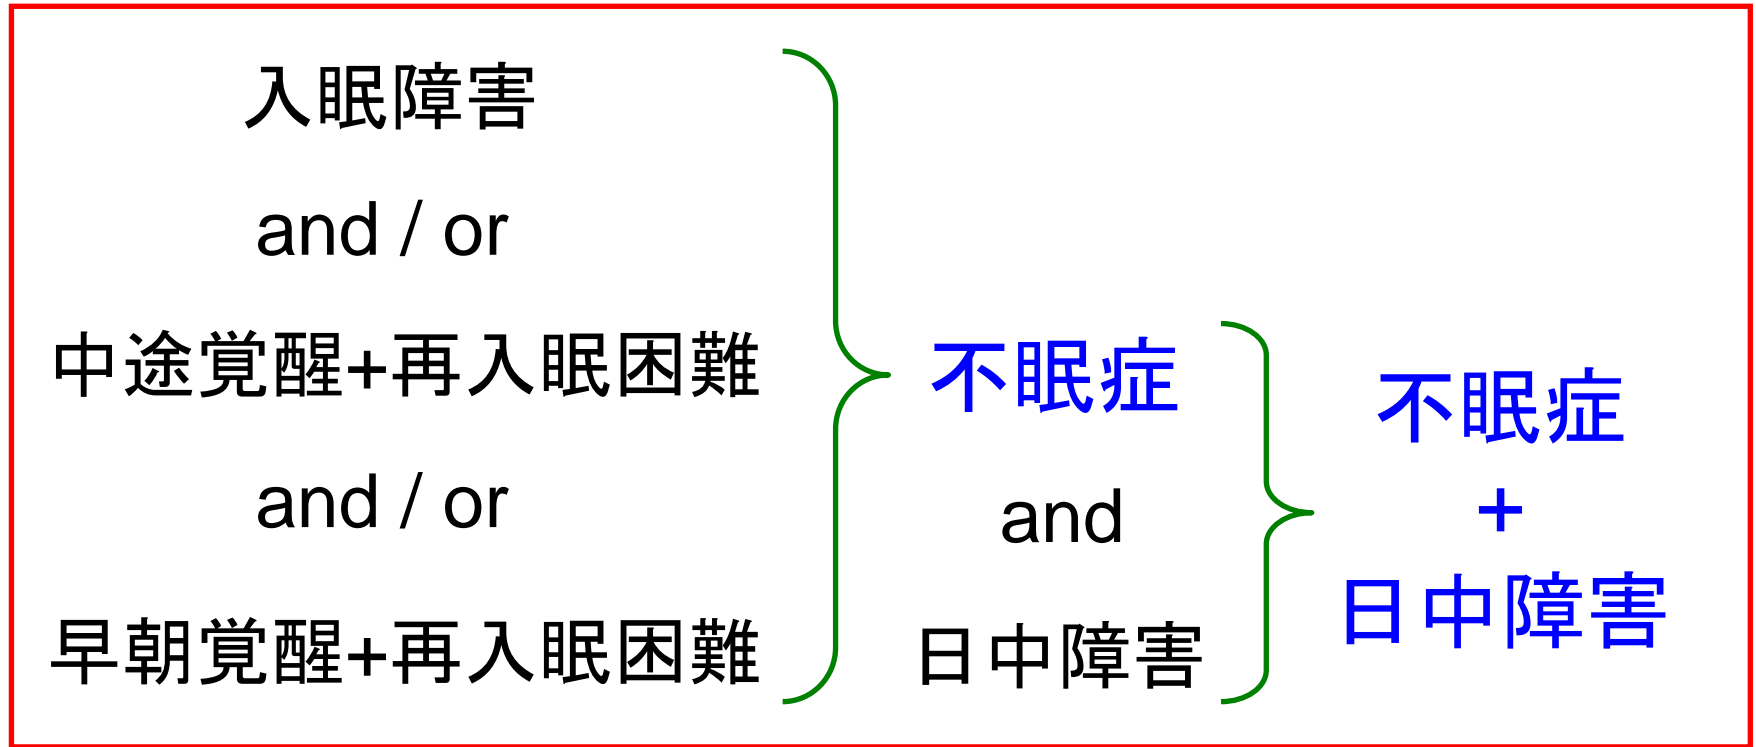 入眠障害
and / or
中途覚醒+再入眠困難
and / or
早朝覚醒+再入眠困難
不眠症
and
日中障害
不眠症
+
日中障害